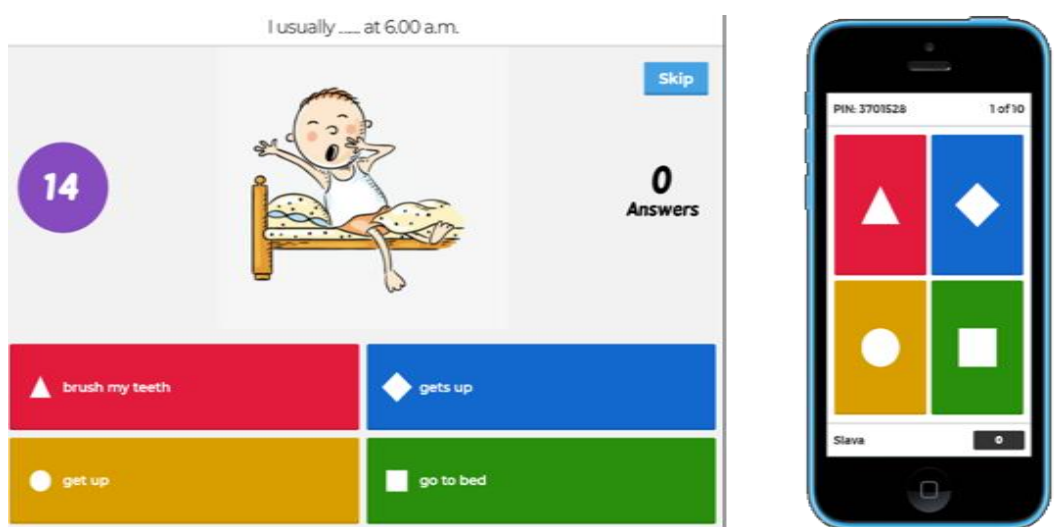 I usually ___ at 6.00 a.m.
Skip
14
0
Answers
brush my teeth
gets up
get up
go to bed
PIN: 3701528
1 of 10
Slava
0